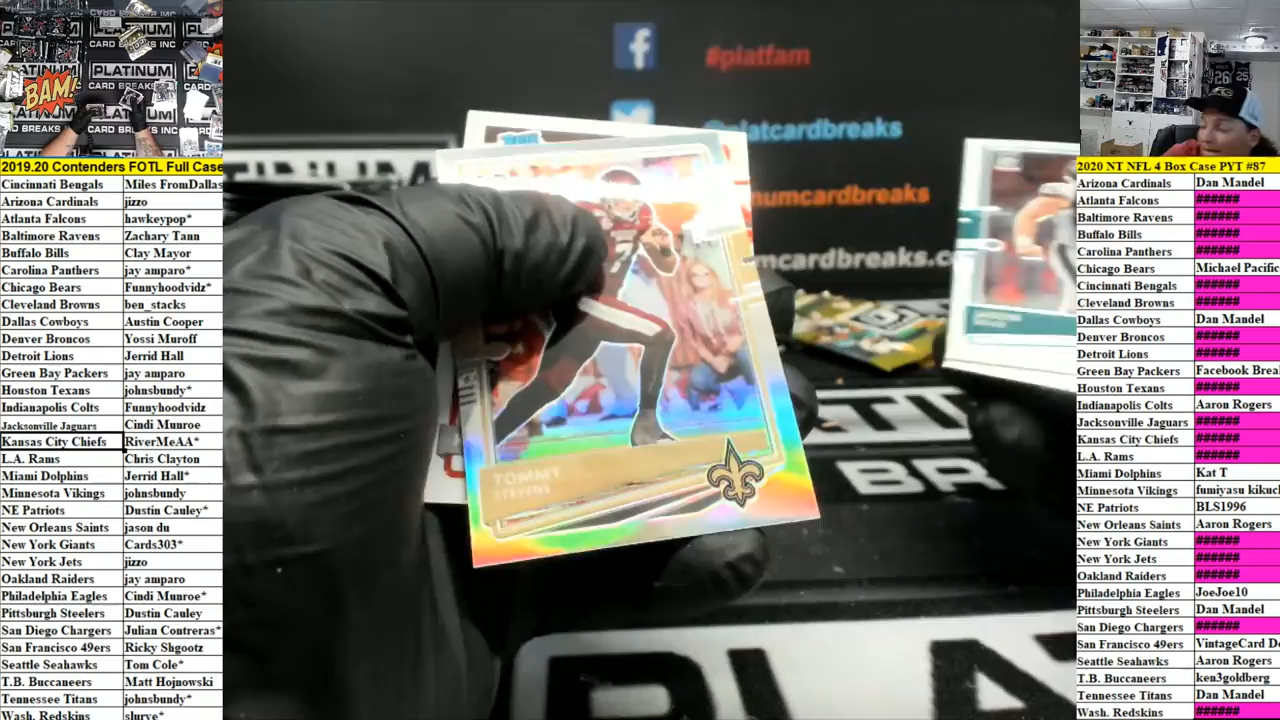 PLATINUM
CARD BREAKS INC
PLATINUM
BAM!
PLATINUM
BREAKS INC
#platfam
@platcardbreaks
umcardbreaks
umcardbreaks.c
BR
2019.20 Contenders FOTL Full Case
Cincinnati Bengals Miles FromDallas
Arizona Cardinals jizzo
Atlanta Falcons hawkeypop*
Baltimore Ravens Zachary Tann
Buffalo Bills Clay Mayor
Carolina Panthers jay amparo*
Chicago Bears Funnyhoodvidz*
Cleveland Browns ben_stacks
Dallas Cowboys Austin Cooper
Denver Broncos Yossi Muroff
Detroit Lions Jerrid Hall
Green Bay Packers jay amparo
Houston Texans johnsbundy*
Indianapolis Colts Funnyhoodvidz
Jacksonville Jaguars Cindi Munroe
Kansas City Chiefs RiverMeAA*
L.A. Rams Chris Clayton
Miami Dolphins Jerrid Hall*
Minnesota Vikings johnsbundy
NE Patriots Dustin Cauley*
New Orleans Saints jason du
New York Giants Cards303*
New York Jets jizzo
Oakland Raiders jay amparo
Philadelphia Eagles Cindi Munroe*
Pittsburgh Steelers Dustin Cauley
San Diego Chargers Julian Contreras*
San Francisco 49ers Ricky Shgootz
Seattle Seahawks Tom Cole*
T.B. Buccaneers Matt Hojnowski
Tennessee Titans johnsbundy*
Wash. Redskins slurve*
2020 NT NFL 4 Box Case PYT #87
Arizona Cardinals Dan Mandel
Atlanta Falcons ######
Baltimore Ravens ######
Buffalo Bills ######
Carolina Panthers ######
Chicago Bears Michael Pacific
Cincinnati Bengals ######
Cleveland Browns ######
Dallas Cowboys Dan Mandel
Denver Broncos ######
Detroit Lions ######
Green Bay Packers Facebook Brea
Houston Texans ######
Indianapolis Colts Aaron Rogers
Jacksonville Jaguars ######
Kansas City Chiefs ######
L.A. Rams ######
Miami Dolphins Kat T
Minnesota Vikings fumiyasu kikuc
NE Patriots BLS1996
New Orleans Saints Aaron Rogers
New York Giants ######
New York Jets ######
Oakland Raiders ######
Philadelphia Eagles JoeJoe10
Pittsburgh Steelers Dan Mandel
San Diego Chargers ######
San Francisco 49ers VintageCard De
Seattle Seahawks Aaron Rogers
T.B. Buccaneers ken3goldberg
Tennessee Titans Dan Mandel
Wash. Redskins ######